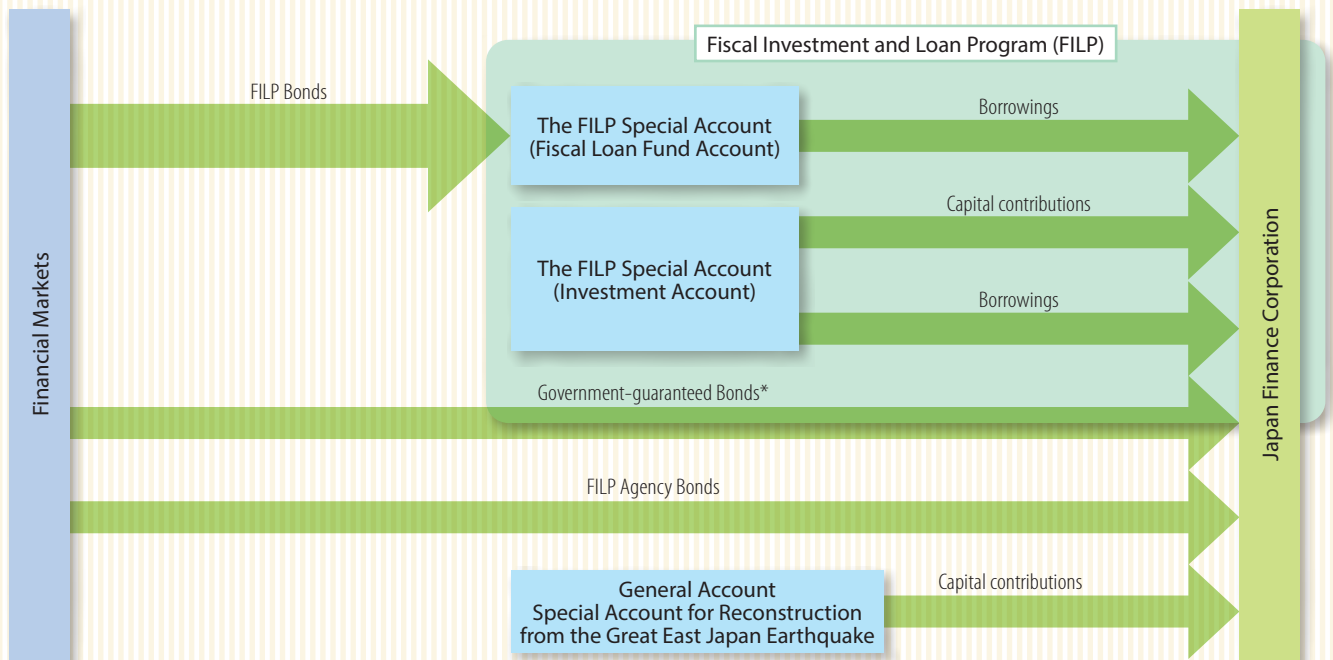 Fiscal Investment and Loan Program (FILP)
FILP Bonds
The FILP Special Account
(Fiscal Loan Fund Account)
Borrowings
Capital contributions
The FILP Special Account
(Investment Account)
Borrowings
Financial Markets
Japan Finance Corporation
Government-guaranteed Bonds*
FILP Agency Bonds
General Account
Special Account for Reconstruction
from the Great East Japan Earthquake
Capital contributions